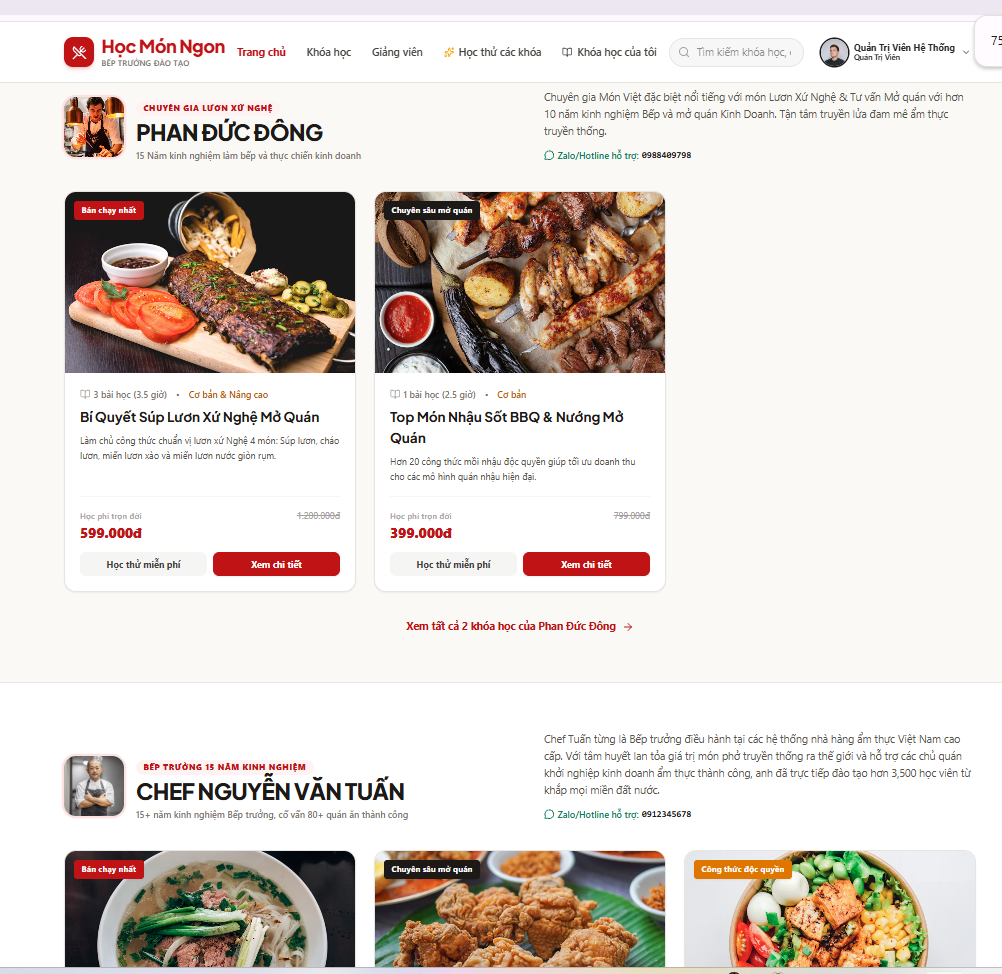 Học Món Ngon
BẾP TRƯỞNG ĐÀO TẠO
Trang chủ
Khóa học
Giảng viên
Học thử các khóa
Khóa học của tôi
Tìm kiếm khóa học,
Quản Trị Viên Hệ Thống
Quản Trị Viên
75
CHUYÊN GIA LƯƠN XỨ NGHỆ
PHAN ĐỨC ĐÔNG
15 Năm kinh nghiệm làm bếp và thực chiến kinh doanh
Chuyên gia Món Việt đặc biệt nổi tiếng với món Lươn Xứ Nghệ & Tư vấn Mở quán với hơn
10 năm kinh nghiệm Bếp và mở quán Kinh Doanh. Tận tâm truyền lửa đam mê ẩm thực
truyền thống.
Zalo/Hotline hỗ trợ: 0988409798
Bán chạy nhất
3 bài học (3.5 giờ) • Cơ bản & Nâng cao
Bí Quyết Súp Lươn Xứ Nghệ Mở Quán
Làm chủ công thức chuẩn vị lươn xứ Nghệ 4 món: Súp lươn, cháo
lươn, miến lươn xào và miến lươn nước giòn rụm.
Học phí trọn đời
1.200.000đ
599.000đ
Học thử miễn phí
Xem chi tiết
Chuyên sâu mở quán
1 bài học (2.5 giờ) • Cơ bản
Top Món Nhậu Sốt BBQ & Nướng Mở
Quán
Hơn 20 công thức mồi nhậu độc quyền giúp tối ưu doanh thu
cho các mô hình quán nhậu hiện đại.
Học phí trọn đời
799.000đ
399.000đ
Học thử miễn phí
Xem chi tiết
Xem tất cả 2 khóa học của Phan Đức Đông →
BẾP TRƯỞNG 15 NĂM KINH NGHIỆM
CHEF NGUYỄN VĂN TUẤN
15+ năm kinh nghiệm Bếp trưởng, cố vấn 80+ quán ăn thành công
Chef Tuấn từng là Bếp trưởng điều hành tại các hệ thống nhà hàng ẩm thực Việt Nam cao
cấp. Với tâm huyết lan tỏa giá trị món phở truyền thống ra thế giới và hỗ trợ các chủ quán
khởi nghiệp kinh doanh ẩm thực thành công, anh đã trực tiếp đào tạo hơn 3,500 học viên từ
khắp mọi miền đất nước.
Zalo/Hotline hỗ trợ: 0912345678
Bán chạy nhất
Chuyên sâu mở quán
Công thức độc quyền